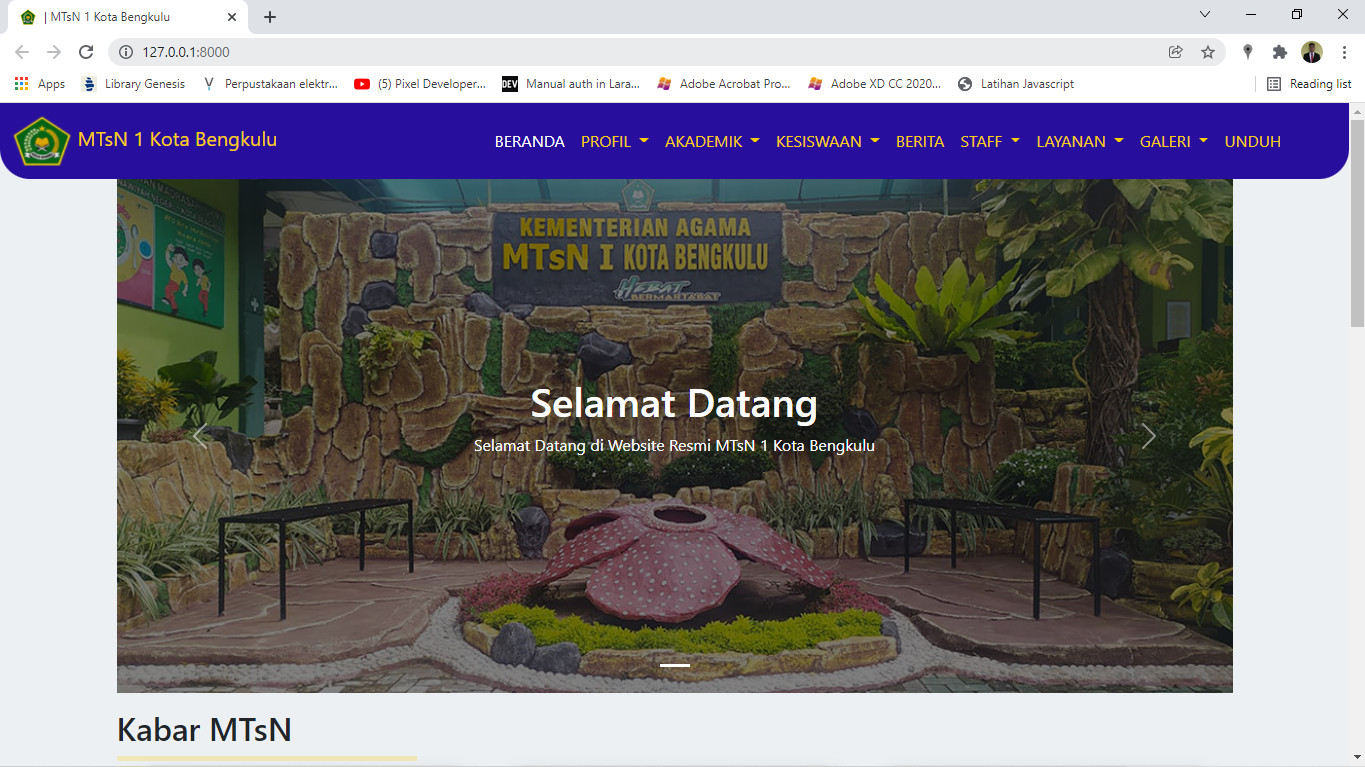 | MTsN 1 Kota Bengkulu
127.0.0.1:8000
Apps
Library Genesis
Perpustakaan elektr...
(5) Pixel Developer...
DEV
Manual auth in Lara...
Adobe Acrobat Pro...
Adobe XD CC 2020...
Latihan Javascript
Reading list
MTsN 1 Kota Bengkulu
BERANDA
PROFIL
AKADEMIK
KESISWAAN
BERITA
STAFF
LAYANAN
GALERI
UNDUH
KEMENTERIAN AGAMA
MTsN I KOTA BENGKULU
HEBAT
BERMARTABAT
Selamat Datang
Selamat Datang di Website Resmi MTsN 1 Kota Bengkulu
Kabar MTsN